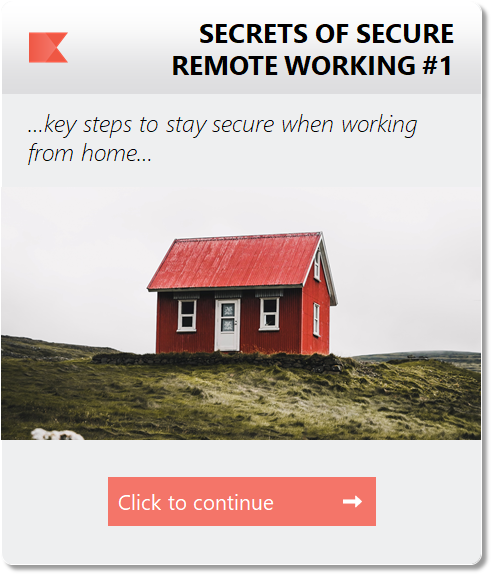 SECRETS OF SECURE
REMOTE WORKING #1
...key steps to stay secure when working
from home...
Click to continue